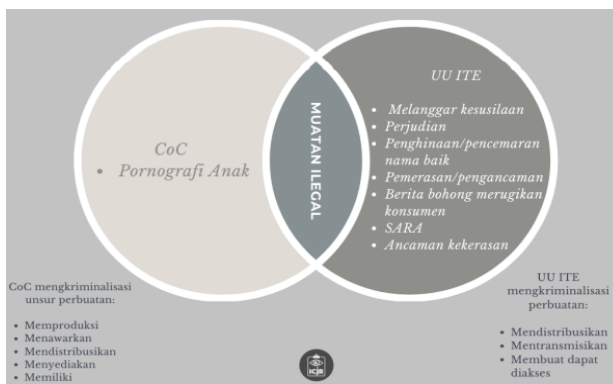 UU ITE
• Melanggar kesusilaan
• Perjudian
• Penghinaan/pencemaran
nama baik
• Pemerasan/pengancaman
• Berita bohong merugikan
konsumen
• SARA
• Ancaman kekerasan
MUATAN ILEGAL
CoC
• Pornografi Anak
CoC mengkriminalisasi
unsur perbuatan:
• Memproduksi
• Menawarkan
• Mendistribusikan
• Menyediakan
• Memiliki
UU ITE
mengkriminalisasi
perbuatan:
• Mendistribusikan
• Mentransmisikan
• Membuat dapat
diakses
ICJR